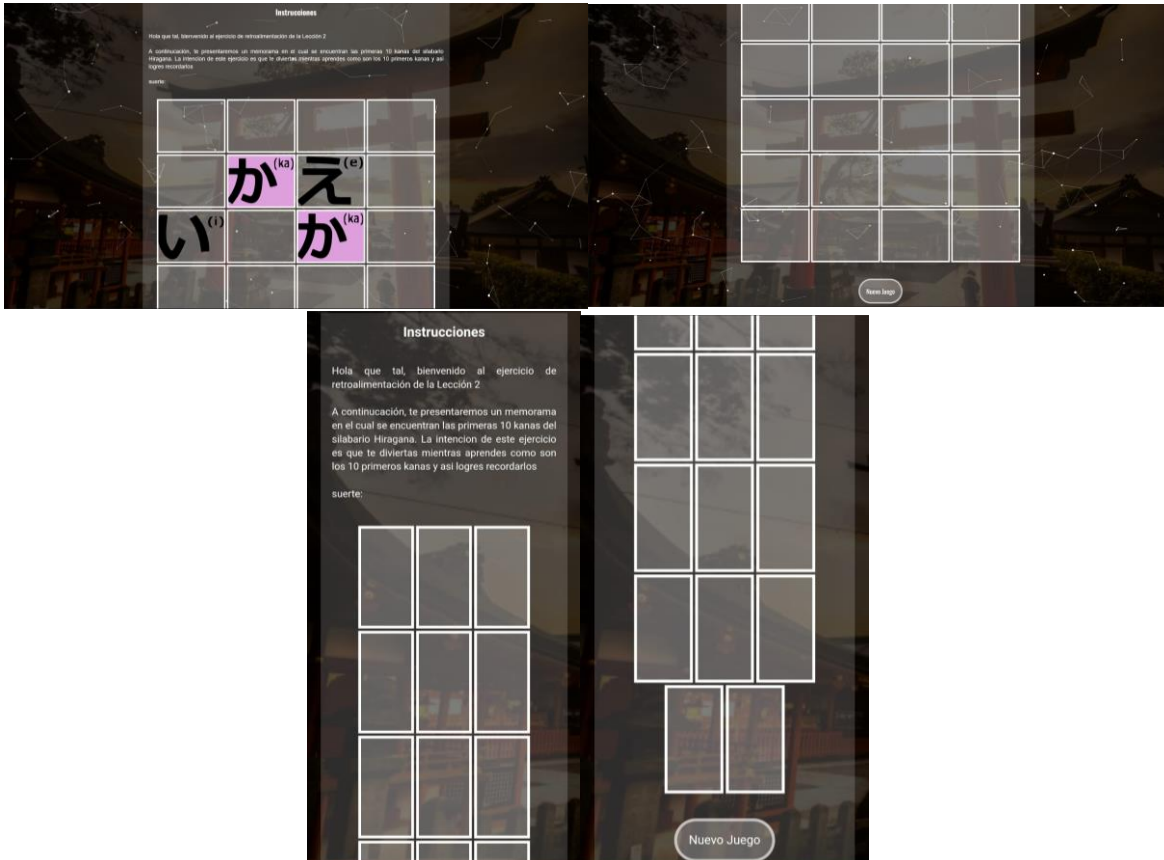 Instrucciones
Hola que tal, bienvenido al ejercicio de retroalimentación de la Lección 2
A continucación, te presentaremos un memorama en el cual se encuentran las primeras 10 kanas del silabario
Hiragana. La intencion de este ejercicio es que te diviertas mientras aprendes como son los 10 primeros kanas y asi
logres recordarlos
suerte:
か(ka) え(e)
い(i) か(ka)
Nuevo Juego
Instrucciones
Hola que tal, bienvenido al ejercicio de
retroalimentación de la Lección 2
A continucación, te presentaremos un memorama
en el cual se encuentran las primeras 10 kanas del
silabario Hiragana. La intencion de este ejercicio
es que te diviertas mientras aprendes como son
los 10 primeros kanas y asi logres recordarlos
suerte:
Nuevo Juego